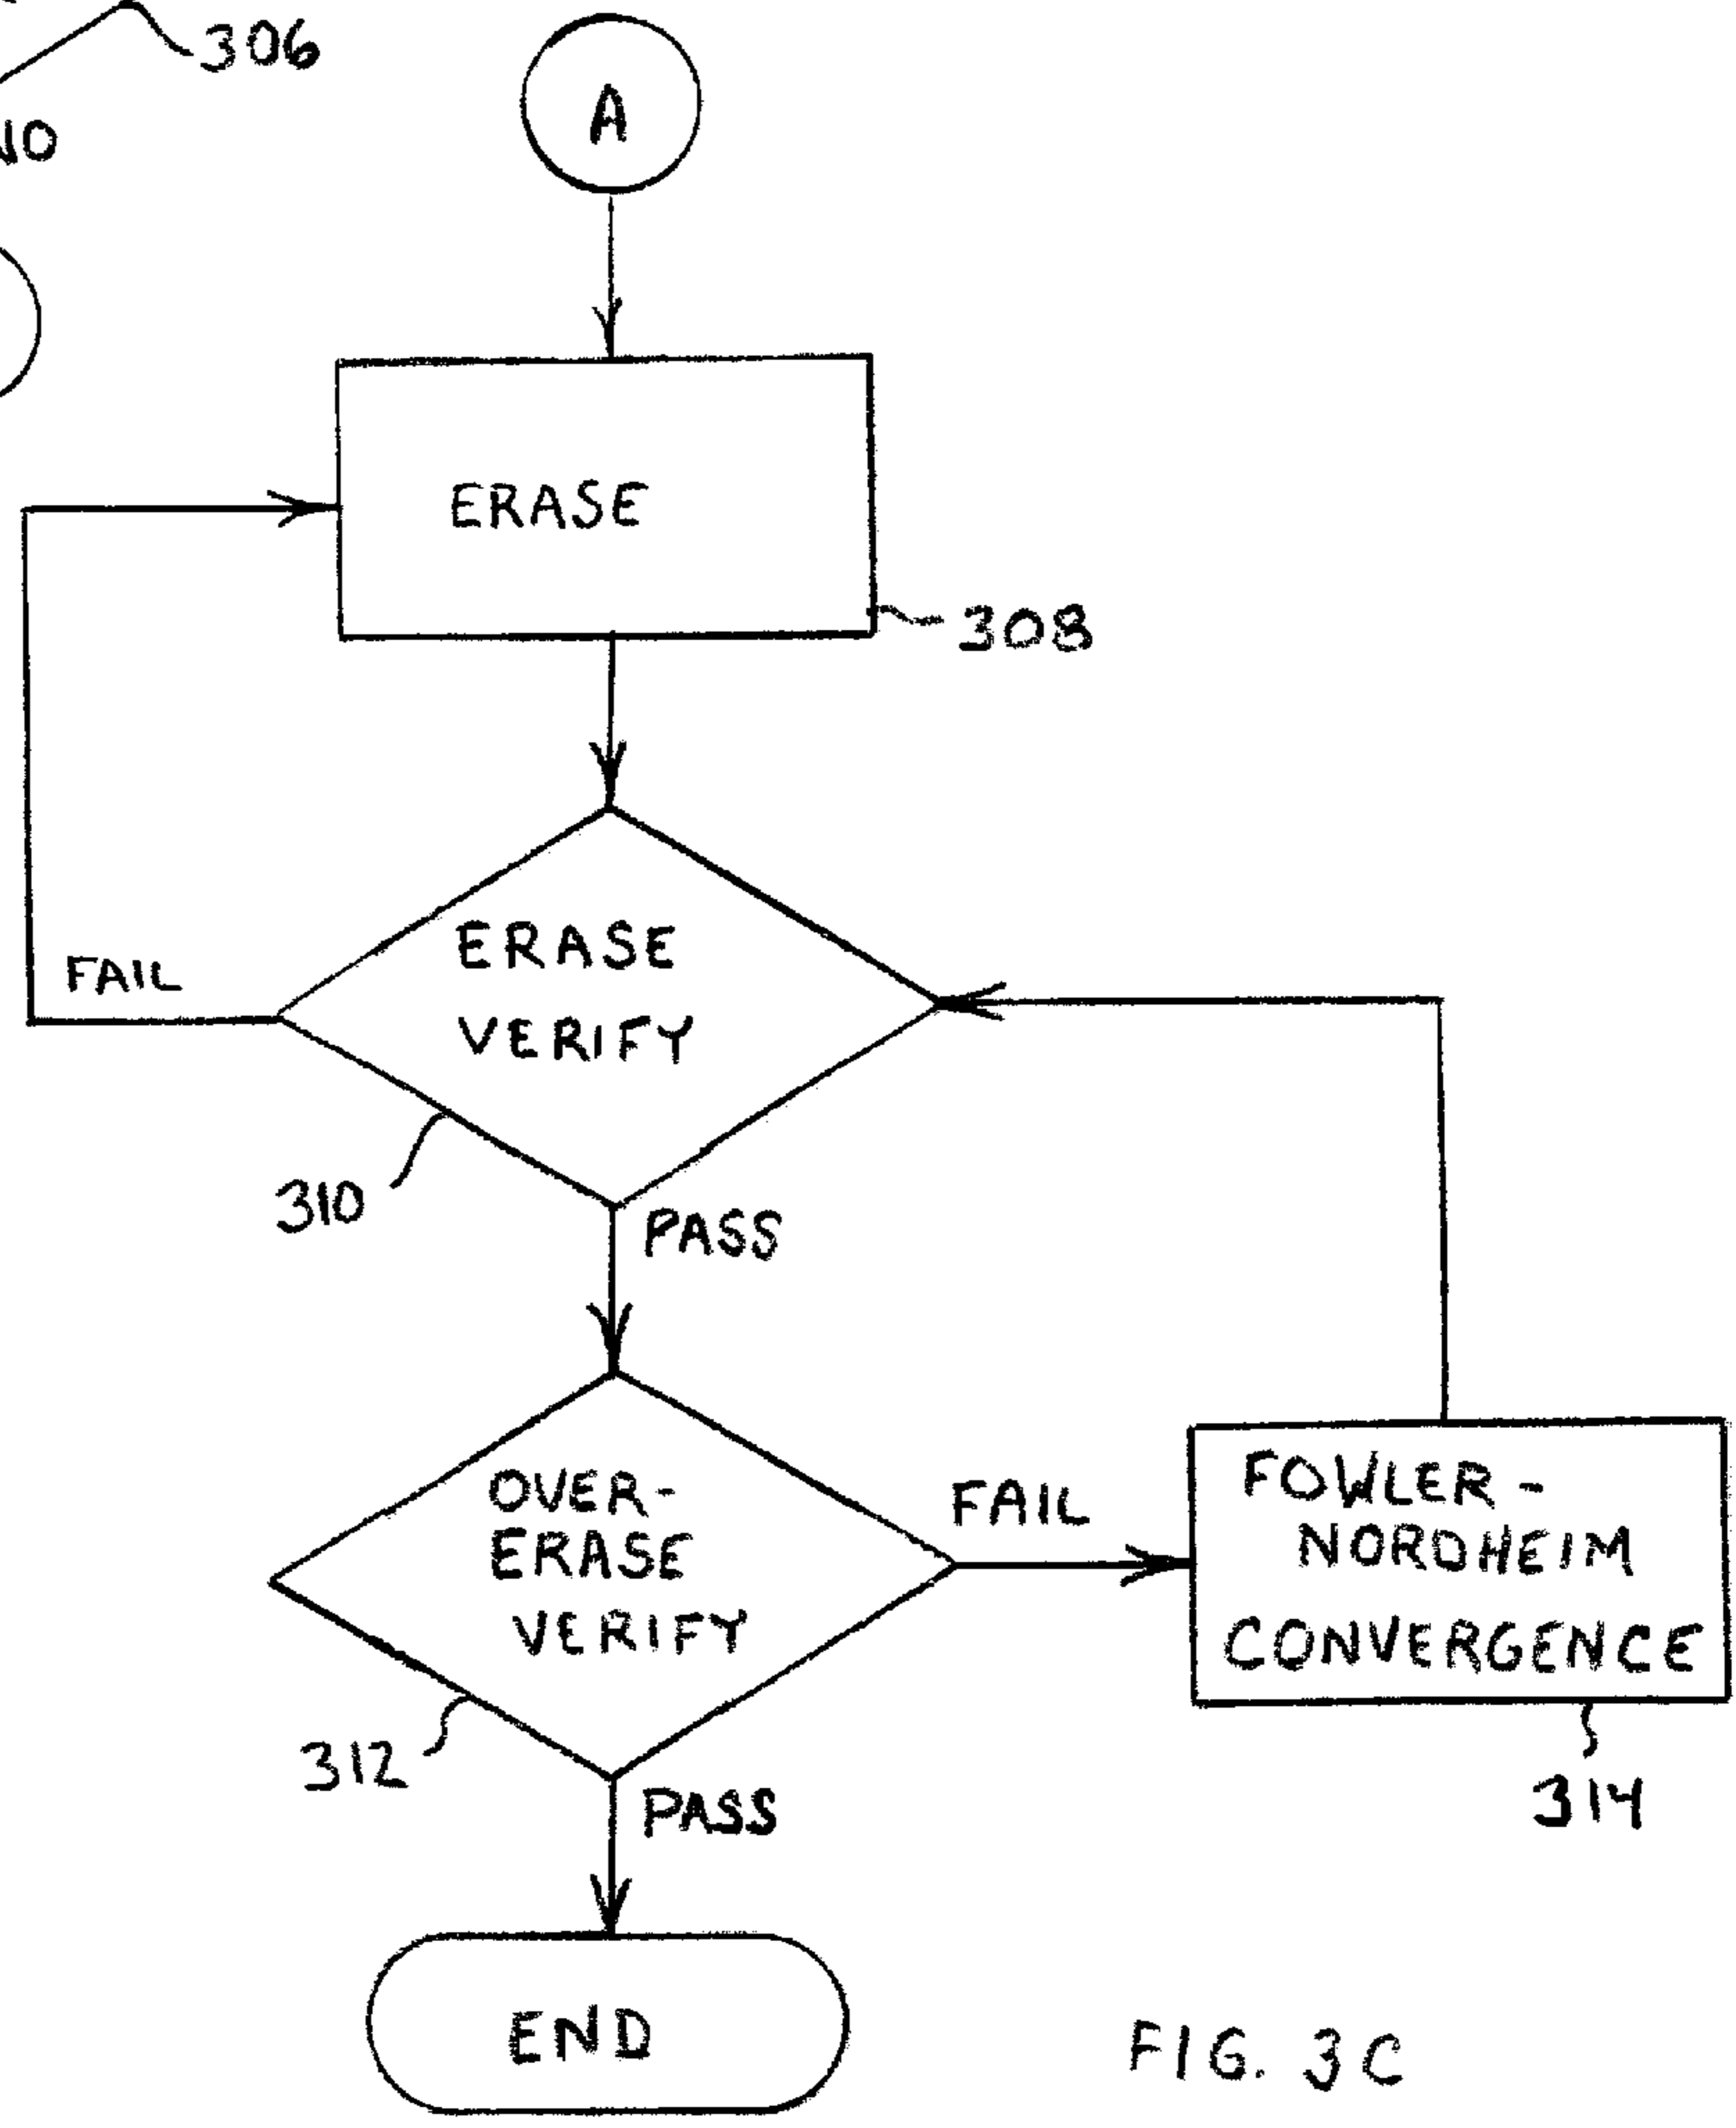 306
NO
A
ERASE
308
ERASE
VERIFY
FAIL
310
PASS
OVER-
ERASE
VERIFY
FAIL
FOWLER-
NORDHEIM
CONVERGENCE
312
314
PASS
END
FIG. 3C